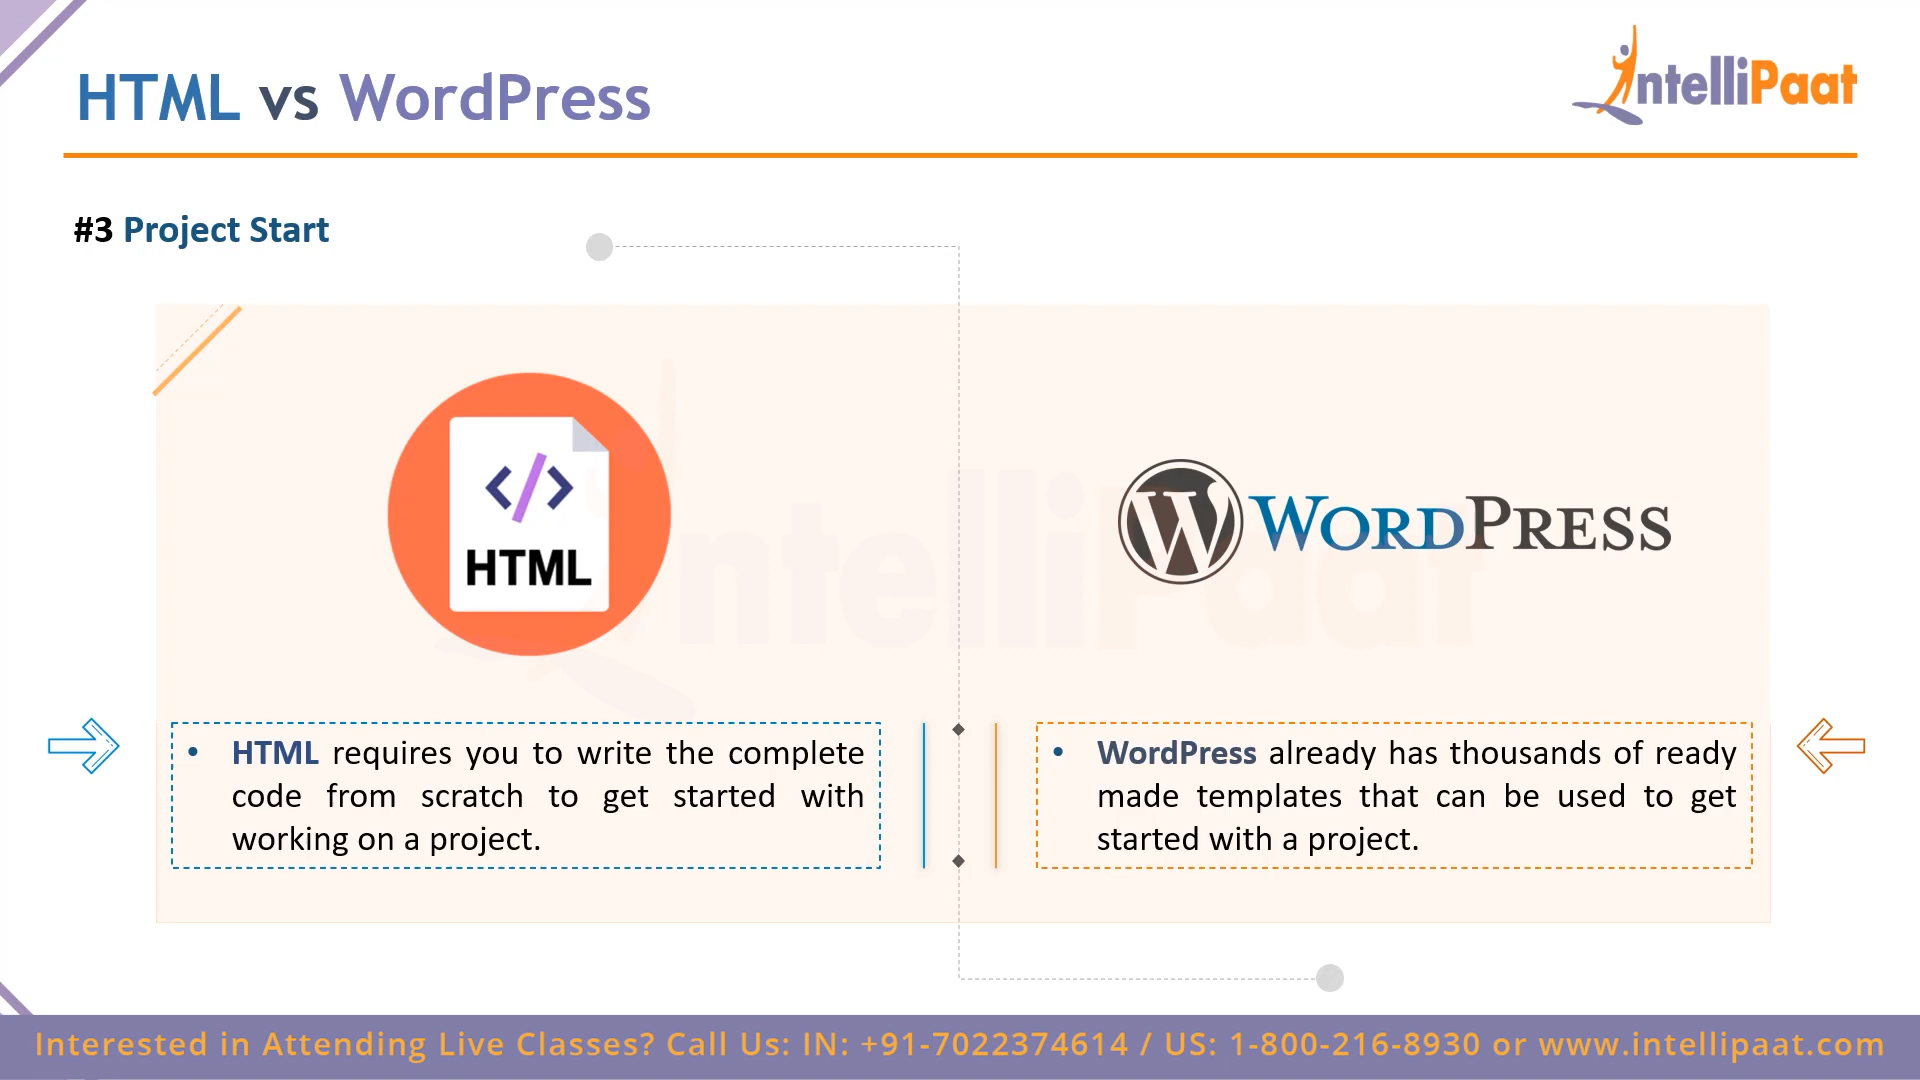 HTML vs WordPress
IntelliPaat
#3 Project Start
</>
HTML
W WORDPRESS
IntelliPaat
• HTML requires you to write the complete
code from scratch to get started with
working on a project.
• WordPress already has thousands of ready
made templates that can be used to get
started with a project.
Interested in Attending Live Classes? Call Us: IN: +91-7022374614 / US: 1-800-216-8930 or www.intellipaat.com